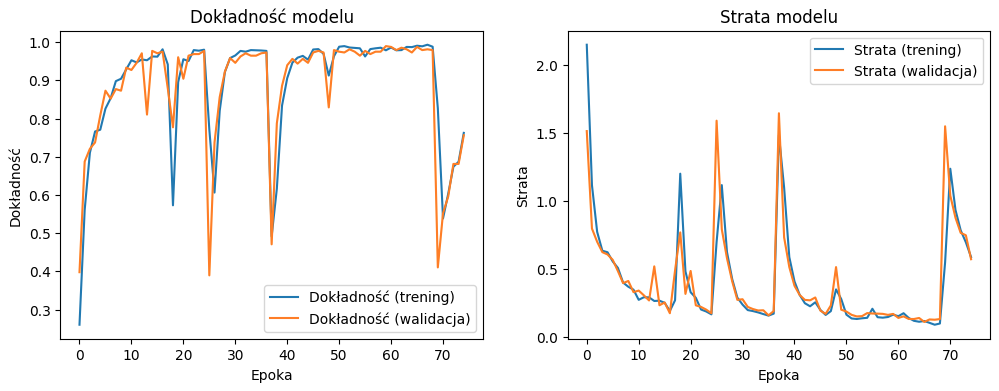 Dokładność modelu
Dokładność
1.0
0.9
0.8
0.7
0.6
0.5
0.4
0.3
0 10 20 30 40 50 60 70
Epoka
Dokładność (trening)
Dokładność (walidacja)
Strata modelu
Strata
2.0
1.5
1.0
0.5
0.0
0 10 20 30 40 50 60 70
Epoka
Strata (trening)
Strata (walidacja)